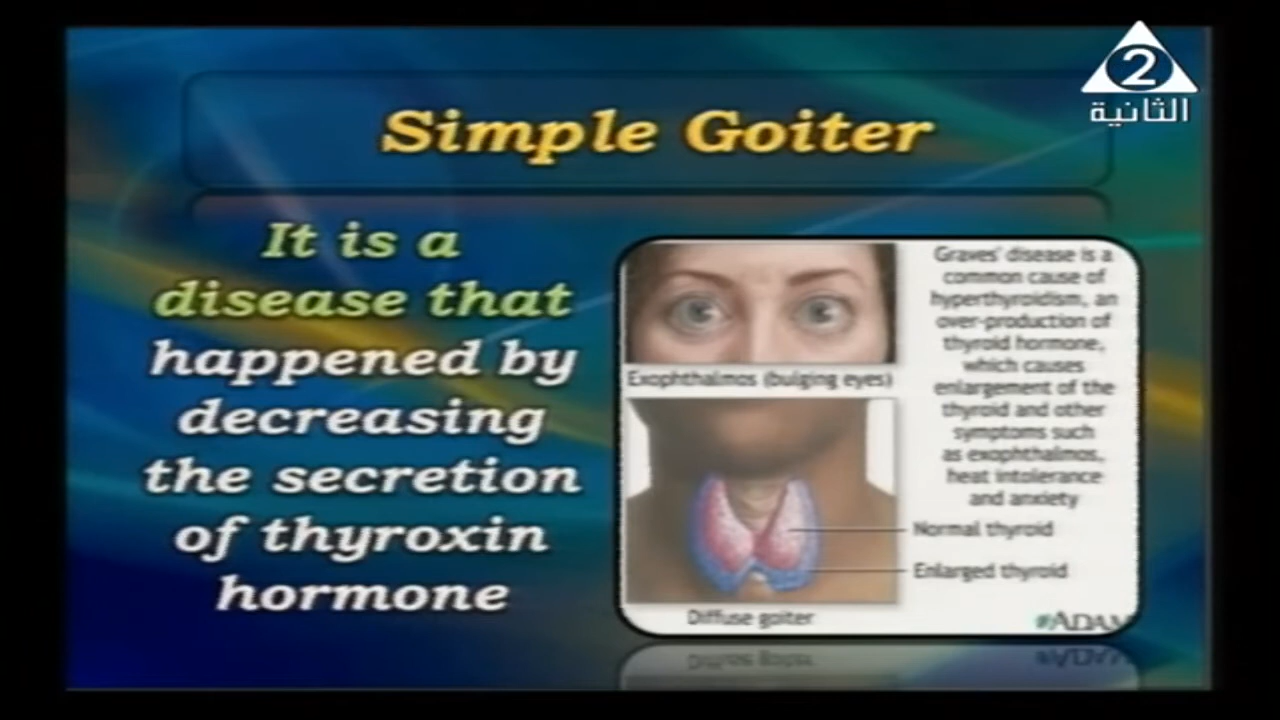 2
الثانية
Simple Goiter
It is a
disease that
happened by
decreasing
the secretion
of thyroxin
hormone
Exophthalmos (bulging eyes)
Diffuse goiter
Graves' disease is a
common cause of
hyperthyroidism, an
over-production of
thyroid hormone,
which causes
enlargement of the
thyroid and other
symptoms such
as exophthalmos,
heat intolerance
and anxiety
Normal thyroid
Enlarged thyroid
ADAM